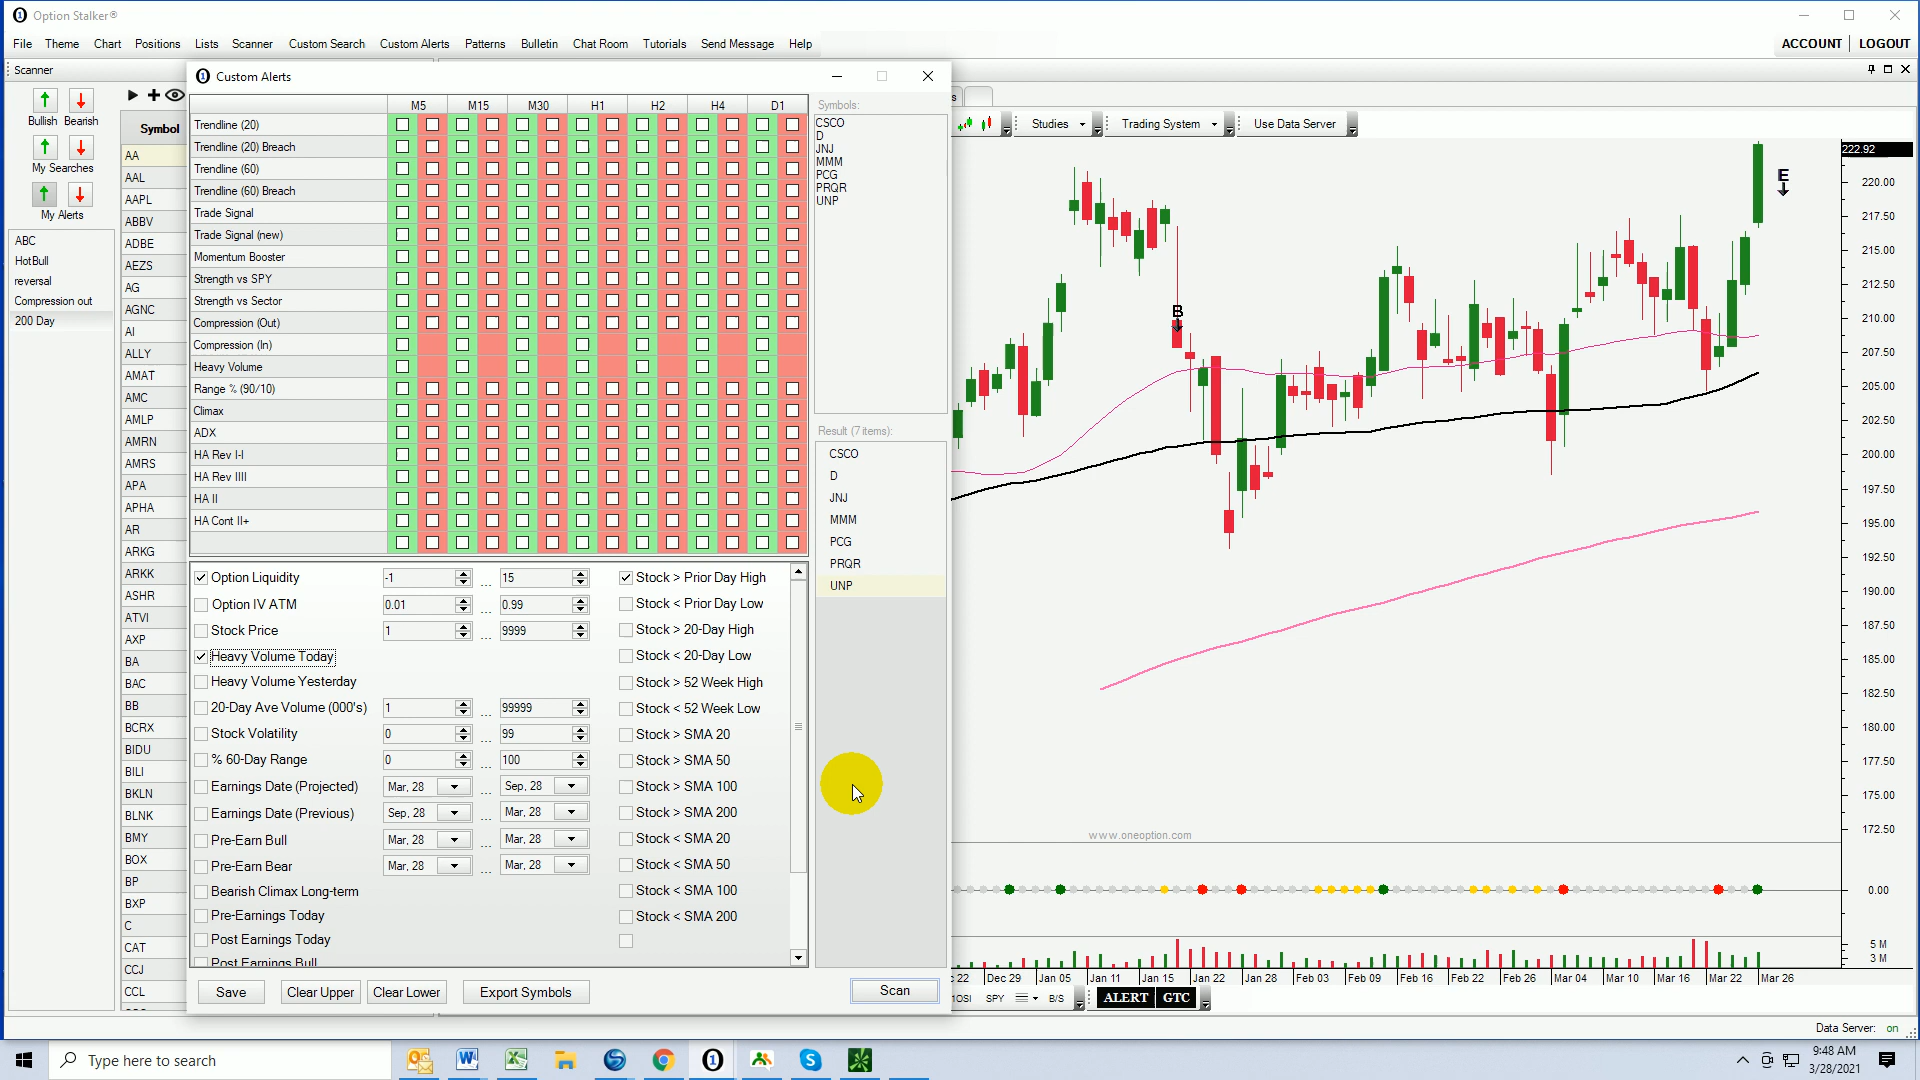 Option Stalker®
File Theme Chart Positions Lists Scanner Custom Search Custom Alerts Patterns Bulletin Chat Room Tutorials Send Message Help
ACCOUNT LOGOUT
Scanner
Bullish Bearish
My Searches
My Alerts
ABC
HotBull
reversal
Compression out
200 Day
Symbol
AA
AAL
AAPL
ABBV
ADBE
AEZS
AG
AGNC
AI
ALLY
AMAT
AMC
AMLP
AMRN
AMRS
APA
APHA
AR
ARKG
ARKK
ASHR
ATVI
AXP
BA
BAC
BB
BCRX
BIDU
BILI
BKLN
BLNK
BMY
BOX
BP
BXP
C
CAT
CCJ
CCL
Custom Alerts
M5 M15 M30 H1 H2 H4 D1
Trendline (20)
Trendline (20) Breach
Trendline (60)
Trendline (60) Breach
Trade Signal
Trade Signal (new)
Momentum Booster
Strength vs SPY
Strength vs Sector
Compression (Out)
Compression (In)
Heavy Volume
Range % (90/10)
Climax
ADX
HA Rev I-I
HA Rev IIII
HA II
HA Cont II+
Symbols:
CSCO
D
JNJ
MMM
PCG
PRQR
UNP
Result (7 items):
CSCO
D
JNJ
MMM
PCG
PRQR
UNP
Option Liquidity -1 ... 15
Option IV ATM 0.01 ... 0.99
Stock Price 1 ... 9999
Heavy Volume Today
Heavy Volume Yesterday
20-Day Ave Volume (000's) 1 ... 99999
Stock Volatility 0 ... 99
% 60-Day Range 0 ... 100
Earnings Date (Projected) Mar, 28 ... Sep, 28
Earnings Date (Previous) Sep, 28 ... Mar, 28
Pre-Earn Bull Mar, 28 ... Mar, 28
Pre-Earn Bear Mar, 28 ... Mar, 28
Bearish Climax Long-term
Pre-Earnings Today
Post Earnings Today
Post Earnings Bull
Stock > Prior Day High
Stock < Prior Day Low
Stock > 20-Day High
Stock < 20-Day Low
Stock > 52 Week High
Stock < 52 Week Low
Stock > SMA 20
Stock > SMA 50
Stock > SMA 100
Stock > SMA 200
Stock < SMA 20
Stock < SMA 50
Stock < SMA 100
Stock < SMA 200
Save Clear Upper Clear Lower Export Symbols Scan
Studies Trading System Use Data Server
222.92
220.00
217.50
215.00
212.50
210.00
207.50
205.00
202.50
200.00
197.50
195.00
192.50
190.00
187.50
185.00
182.50
180.00
177.50
175.00
172.50
0.00
5 M
3 M
E
B
www.oneoption.com
22 Dec 29 Jan 05 Jan 11 Jan 15 Jan 22 Jan 28 Feb 03 Feb 09 Feb 16 Feb 22 Feb 26 Mar 04 Mar 10 Mar 16 Mar 22 Mar 26
1OSI SPY B/S ALERT GTC
Data Server: on
Type here to search
9:48 AM
3/28/2021